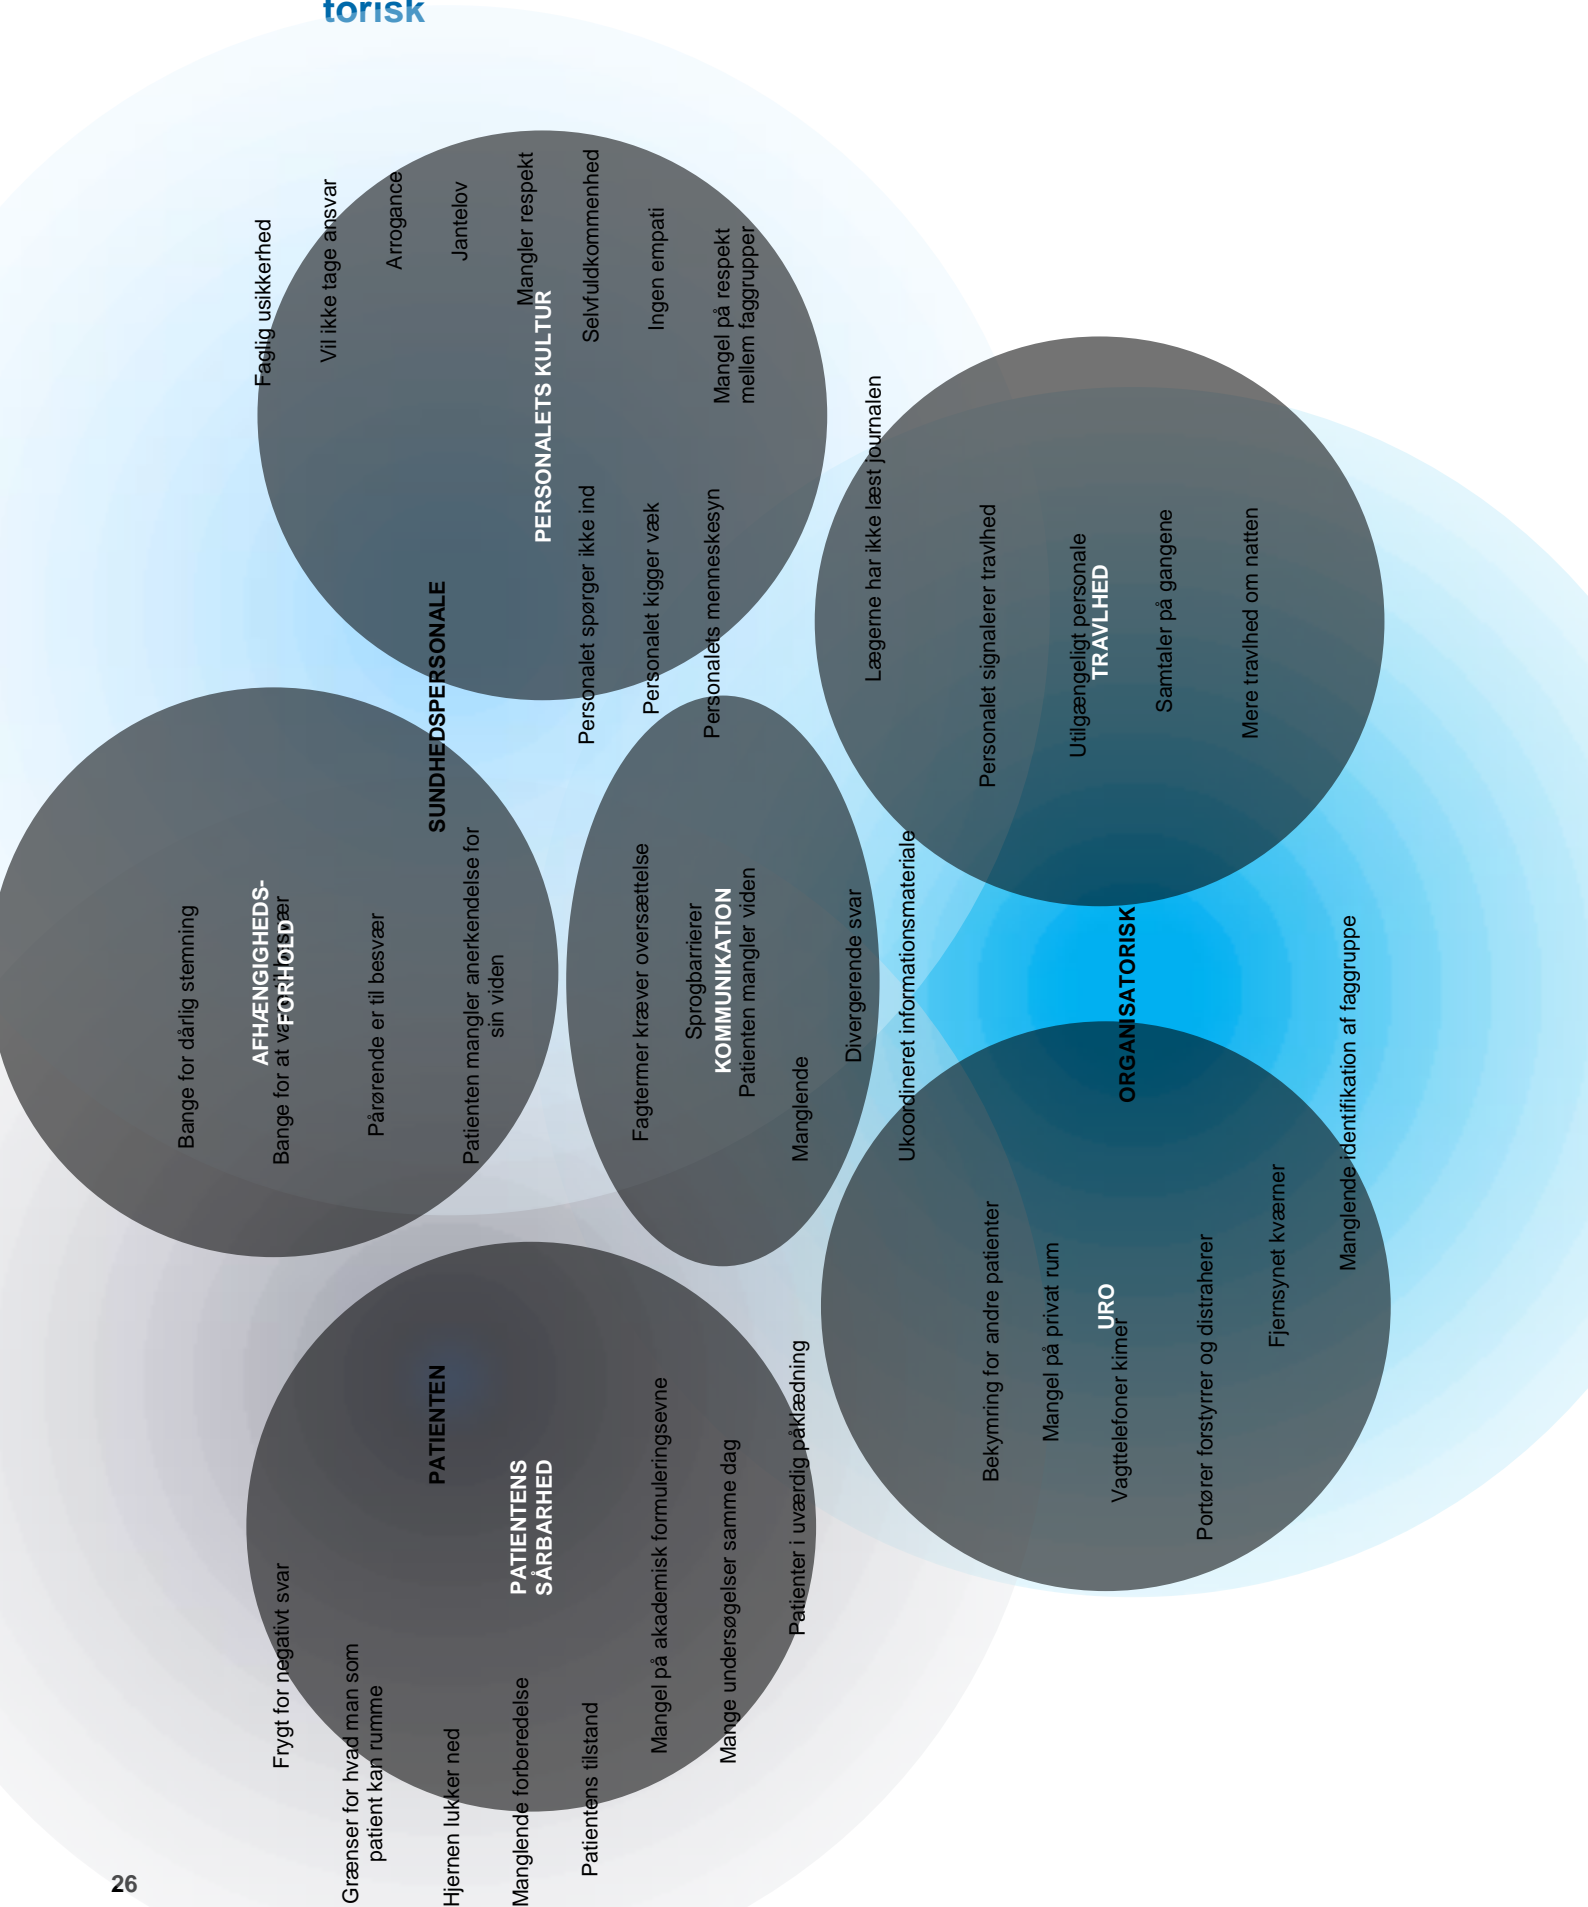 torisk
Faglig usikkerhed
Vil ikke tage ansvar
Arrogance
Jantelov
Mangler respekt
Selvfuldkommenhed
Ingen empati
Mangel på respekt
mellem faggrupper
PERSONALETS KULTUR
Personalet spørger ikke ind
Personalet kigger væk
Personalets menneskesyn
SUNDHEDSPERSONALE
Lægerne har ikke læst journalen
Personalet signalerer travlhed
Utilgængeligt personale
TRAVLHED
Samtaler på gangene
Mere travlhed om natten
Bange for dårlig stemning
AFHÆNGIGHEDS-
FORHOLD
Bange for at være til besvær
Pårørende er til besvær
Patienten mangler anerkendelse for
sin viden
Fagtermer kræver oversættelse
Sprogbarrierer
KOMMUNIKATION
Patienten mangler viden
Manglende
Divergerende svar
Ukoordineret informationsmateriale
ORGANISATORISK
Bekymring for andre patienter
Mangel på privat rum
URO
Vagttelefoner kimer
Portører forstyrrer og distraherer
Fjernsynet kværner
Manglende identifikation af faggruppe
PATIENTEN
PATIENTENS
SÅRBARHED
Frygt for negativt svar
Grænser for hvad man som
patient kan rumme
Hjernen lukker ned
Manglende forberedelse
Patientens tilstand
Mangel på akademisk formuleringsevne
Mange undersøgelser samme dag
Patienter i uværdig påklædning
26